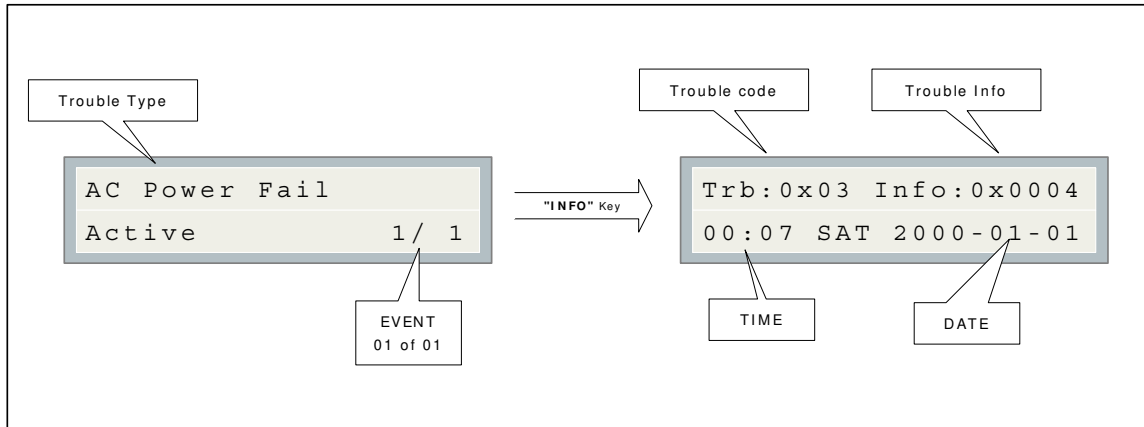 Trouble Type
Trouble code
Trouble Info
AC Power Fail
Active 1/ 1
"INFO" Key
Trb:0x03 Info:0x0004
00:07 SAT 2000-01-01
EVENT
01 of 01
TIME
DATE